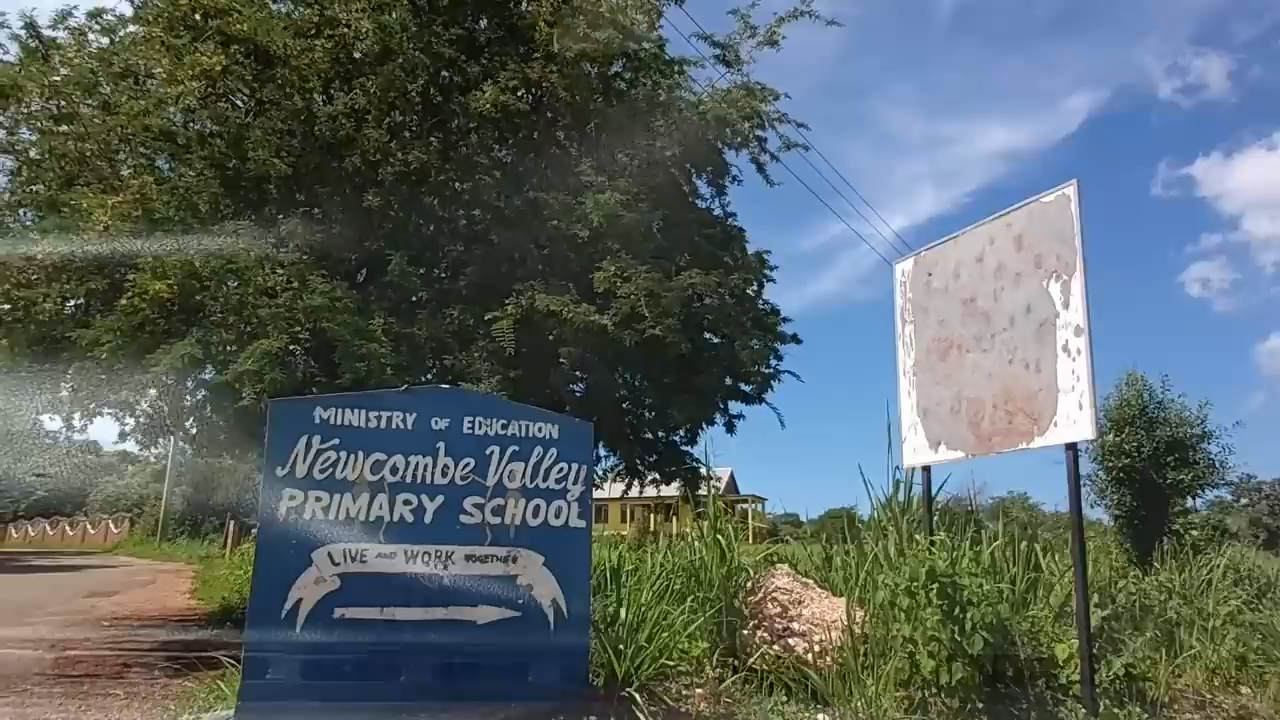 MINISTRY OF EDUCATION
Newcombe Valley
PRIMARY SCHOOL
LIVE AND WORK TOGETHER